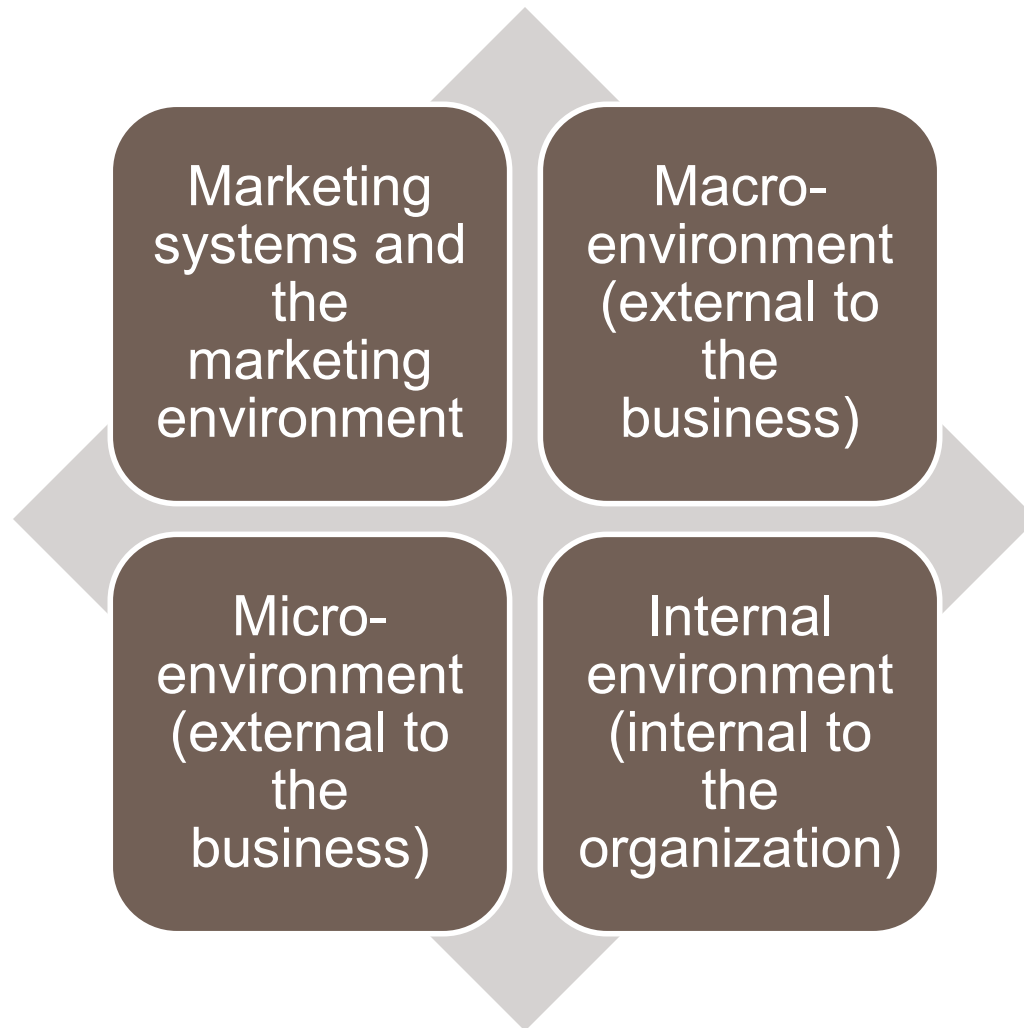 Marketing
systems and
the
marketing
environment
Macro-
environment
(external to
the
business)
Micro-
environment
(external to
the
business)
Internal
environment
(internal to
the
organization)